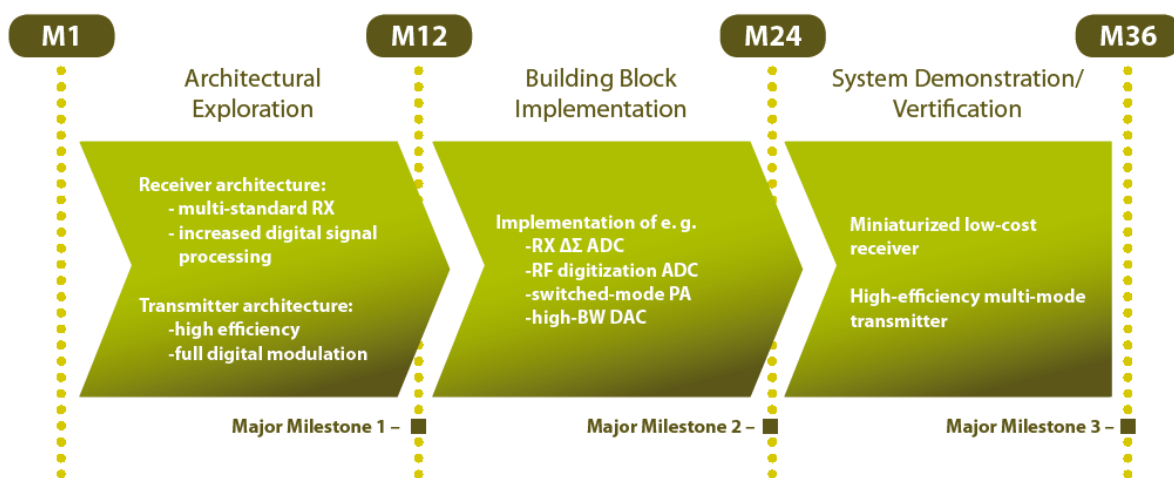 M1
M12
M24
M36
Architectural
Exploration
Building Block
Implementation
System Demonstration/
Vertification
Receiver architecture:
- multi-standard RX
- increased digital signal
processing
Transmitter architecture:
-high efficiency
-full digital modulation
Implementation of e. g.
-RX ΔΣ ADC
-RF digitization ADC
-switched-mode PA
-high-BW DAC
Miniaturized low-cost
receiver
High-efficiency multi-mode
transmitter
Major Milestone 1 –
Major Milestone 2 –
Major Milestone 3 –